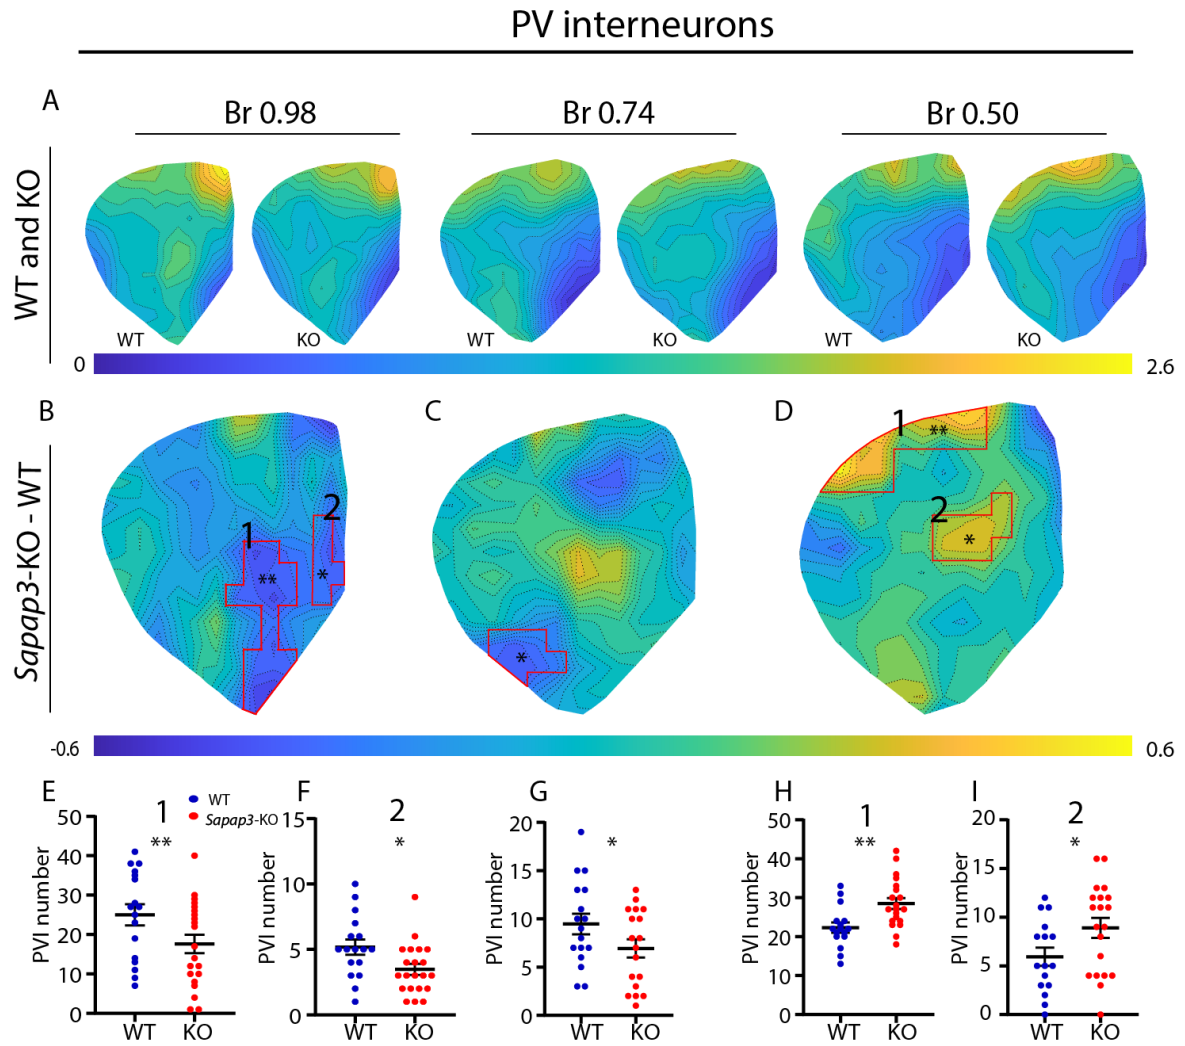 PV interneurons
A
Br 0.98
Br 0.74
Br 0.50
WT and KO
WT
KO
WT
KO
WT
KO
0
2.6
B
C
D
Sapap3-KO - WT
1
**
2
*
*
1
**
2
*
-0.6
0.6
E
1
**
WT
Sapap3-KO
PVI number
50
40
30
20
10
0
WT
KO
F
2
*
15
10
5
0
WT
KO
G
*
PVI number
20
15
10
5
0
WT
KO
H
1
**
PVI number
50
40
30
20
10
0
WT
KO
I
2
*
PVI number
20
15
10
5
0
WT
KO